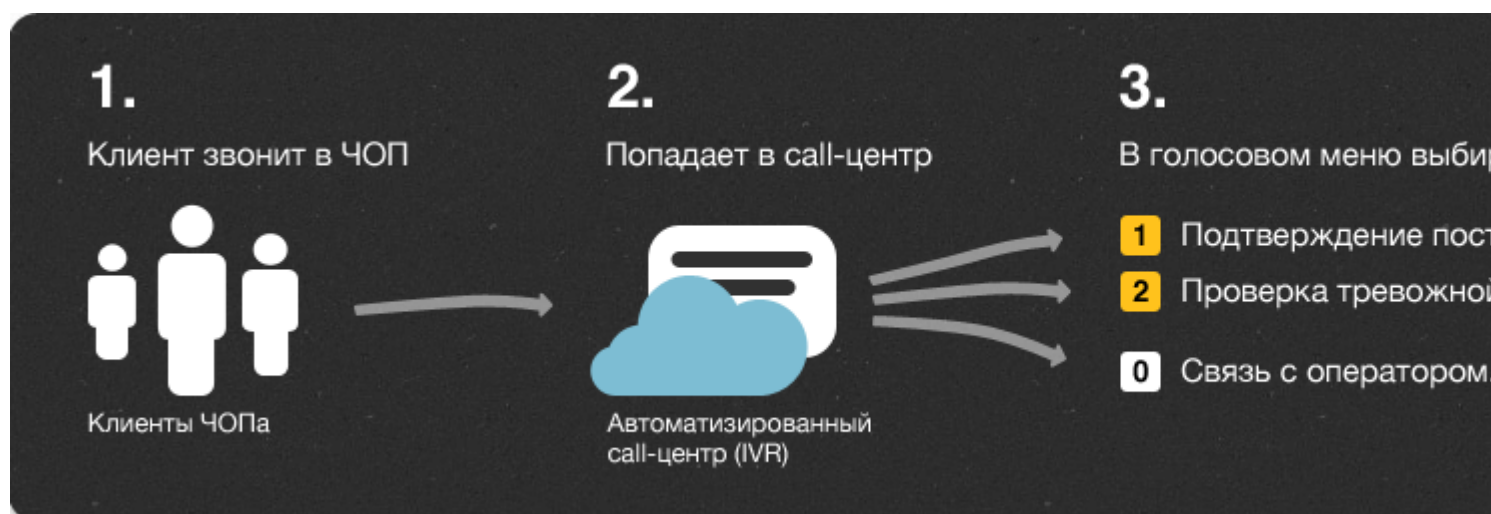 1.
Клиент звонит в ЧОП
Клиенты ЧОПа
2.
Попадает в call-центр
Автоматизированный
call-центр (IVR)
3.
В голосовом меню
1 Подтверждение
2 Проверка
0 Связь с оператором.